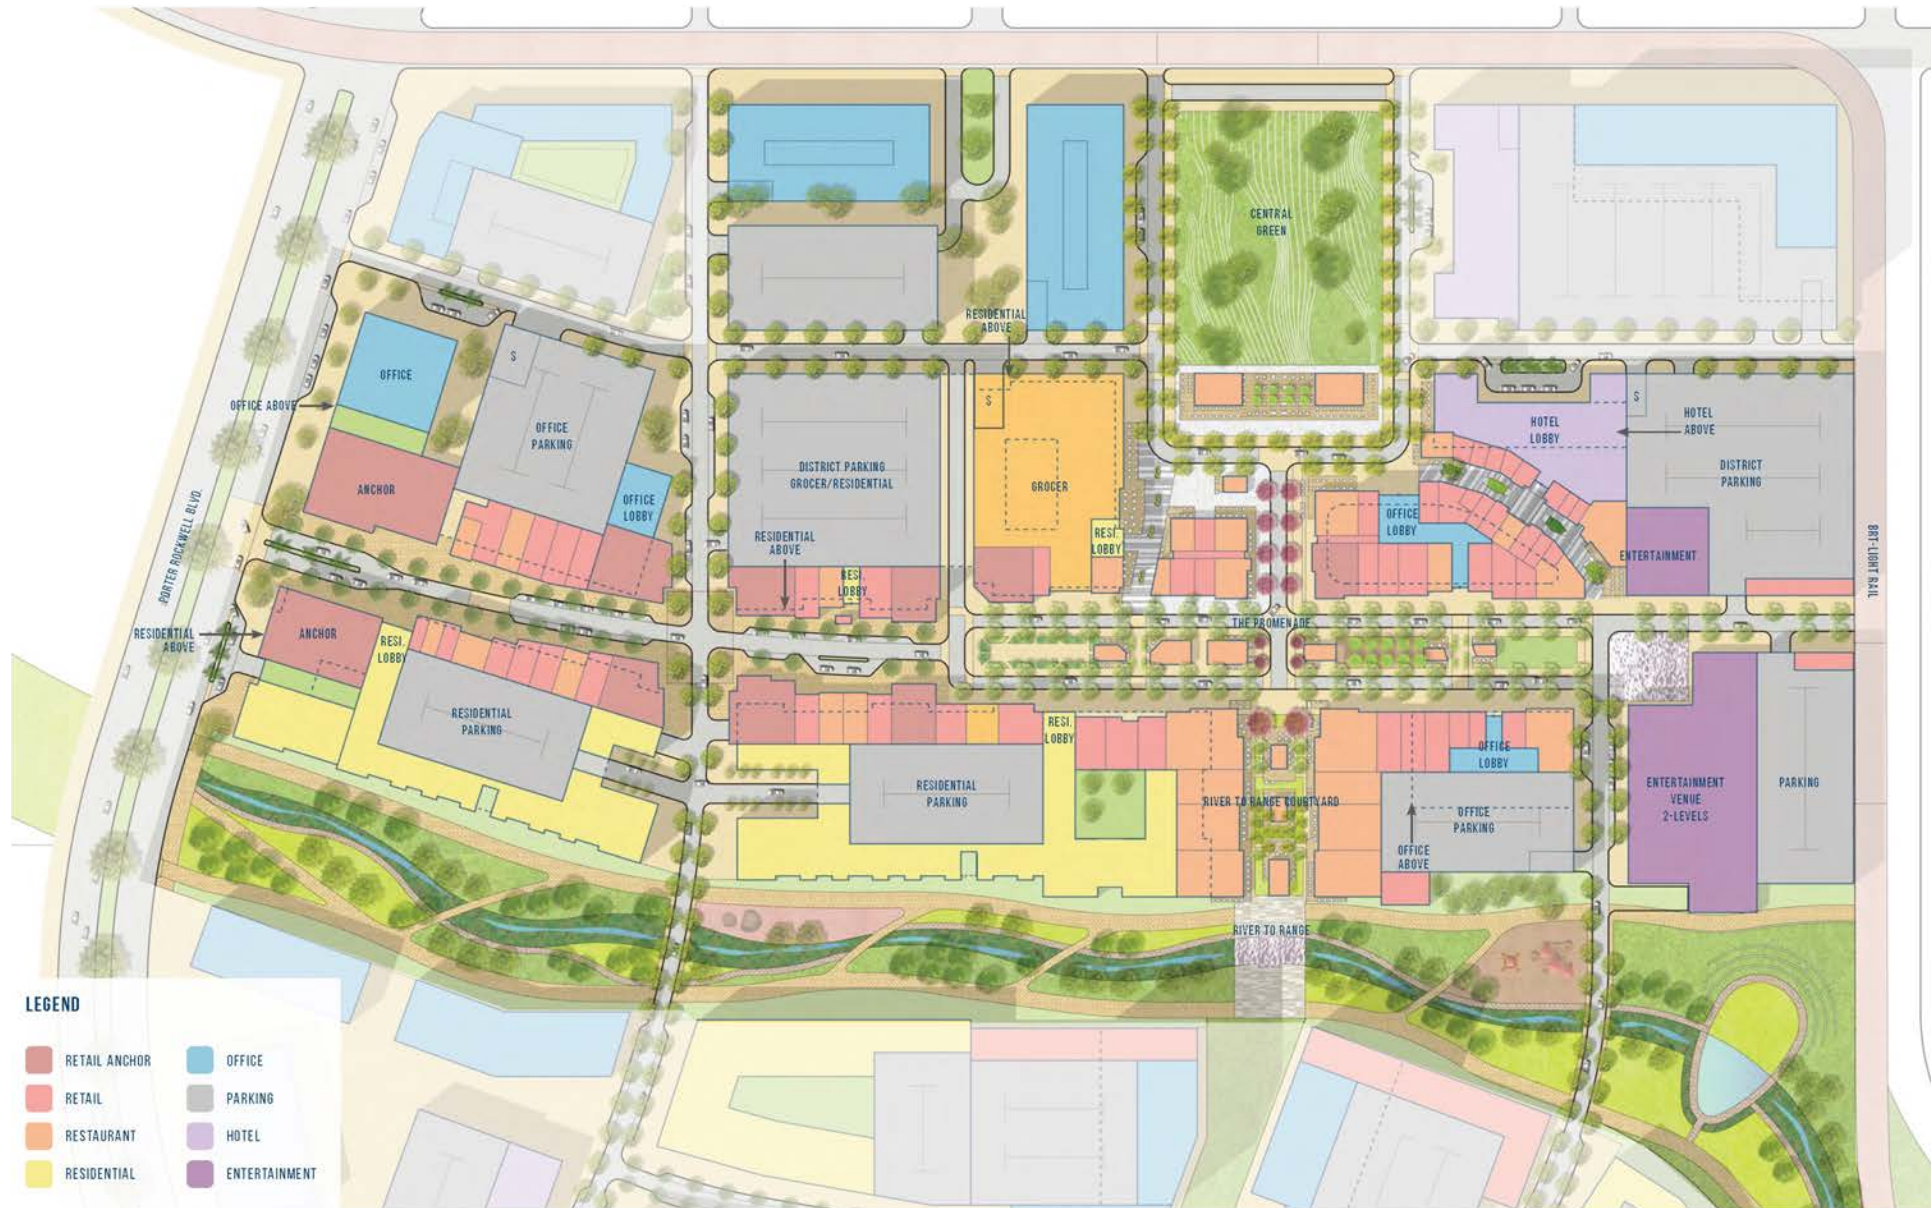 CENTRAL
GREEN
RESIDENTIAL
ABOVE
S
OFFICE
OFFICE ABOVE
OFFICE
PARKING
ANCHOR
OFFICE
LOBBY
DISTRICT PARKING
GROCER/RESIDENTIAL
S
GROCER
RESI.
LOBBY
RESIDENTIAL
ABOVE
RESI.
LOBBY
HOTEL
LOBBY
S
HOTEL
ABOVE
DISTRICT
PARKING
OFFICE
LOBBY
ENTERTAINMENT
PORTER ROCKWELL BLVD.
BRT-LIGHT RAIL
THE PROMENADE
RESIDENTIAL
ABOVE
ANCHOR
RESI.
LOBBY
RESIDENTIAL
PARKING
RESI.
LOBBY
RESIDENTIAL
PARKING
RIVER TO RANGE COURTYARD
OFFICE
LOBBY
OFFICE
PARKING
OFFICE
ABOVE
ENTERTAINMENT
VENUE
2-LEVELS
PARKING
RIVER TO RANGE
LEGEND
RETAIL ANCHOR
RETAIL
RESTAURANT
RESIDENTIAL
OFFICE
PARKING
HOTEL
ENTERTAINMENT